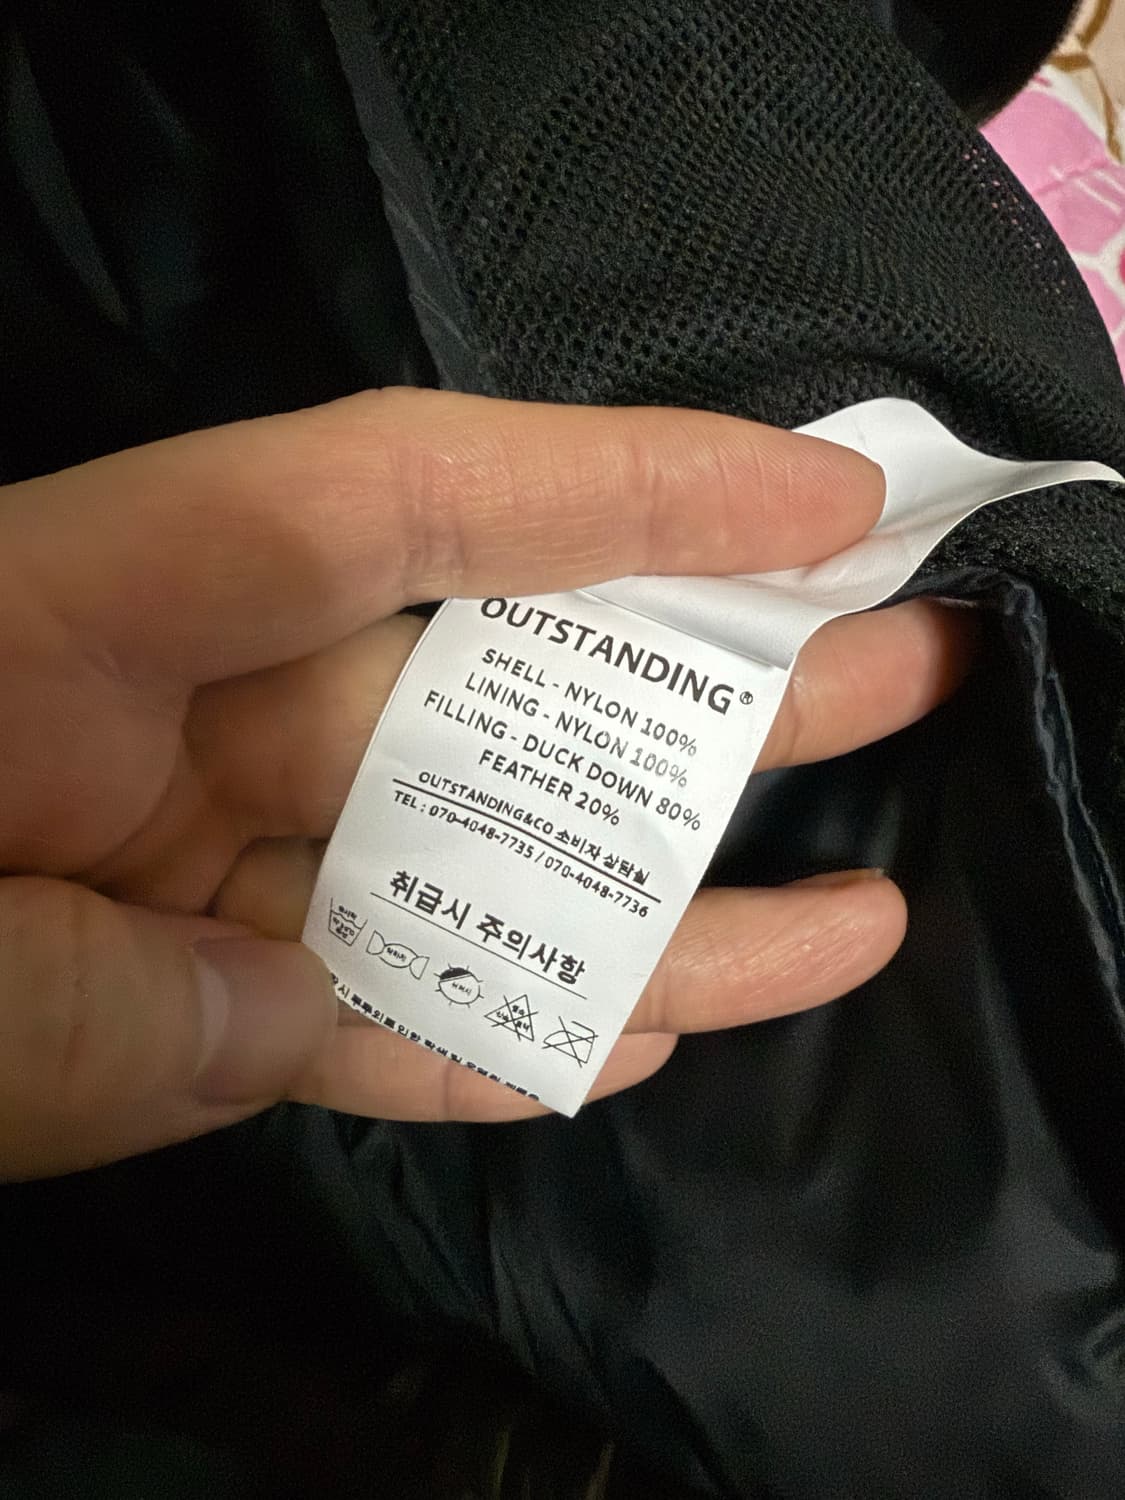 OUTSTANDING®
SHELL - NYLON 100%
LINING - NYLON 100%
FILLING - DUCK DOWN 80%
FEATHER 20%
OUTSTANDING&CO 소비자 상담실
TEL : 070-4048-7735 / 070-4048-7736
취급시 주의사항